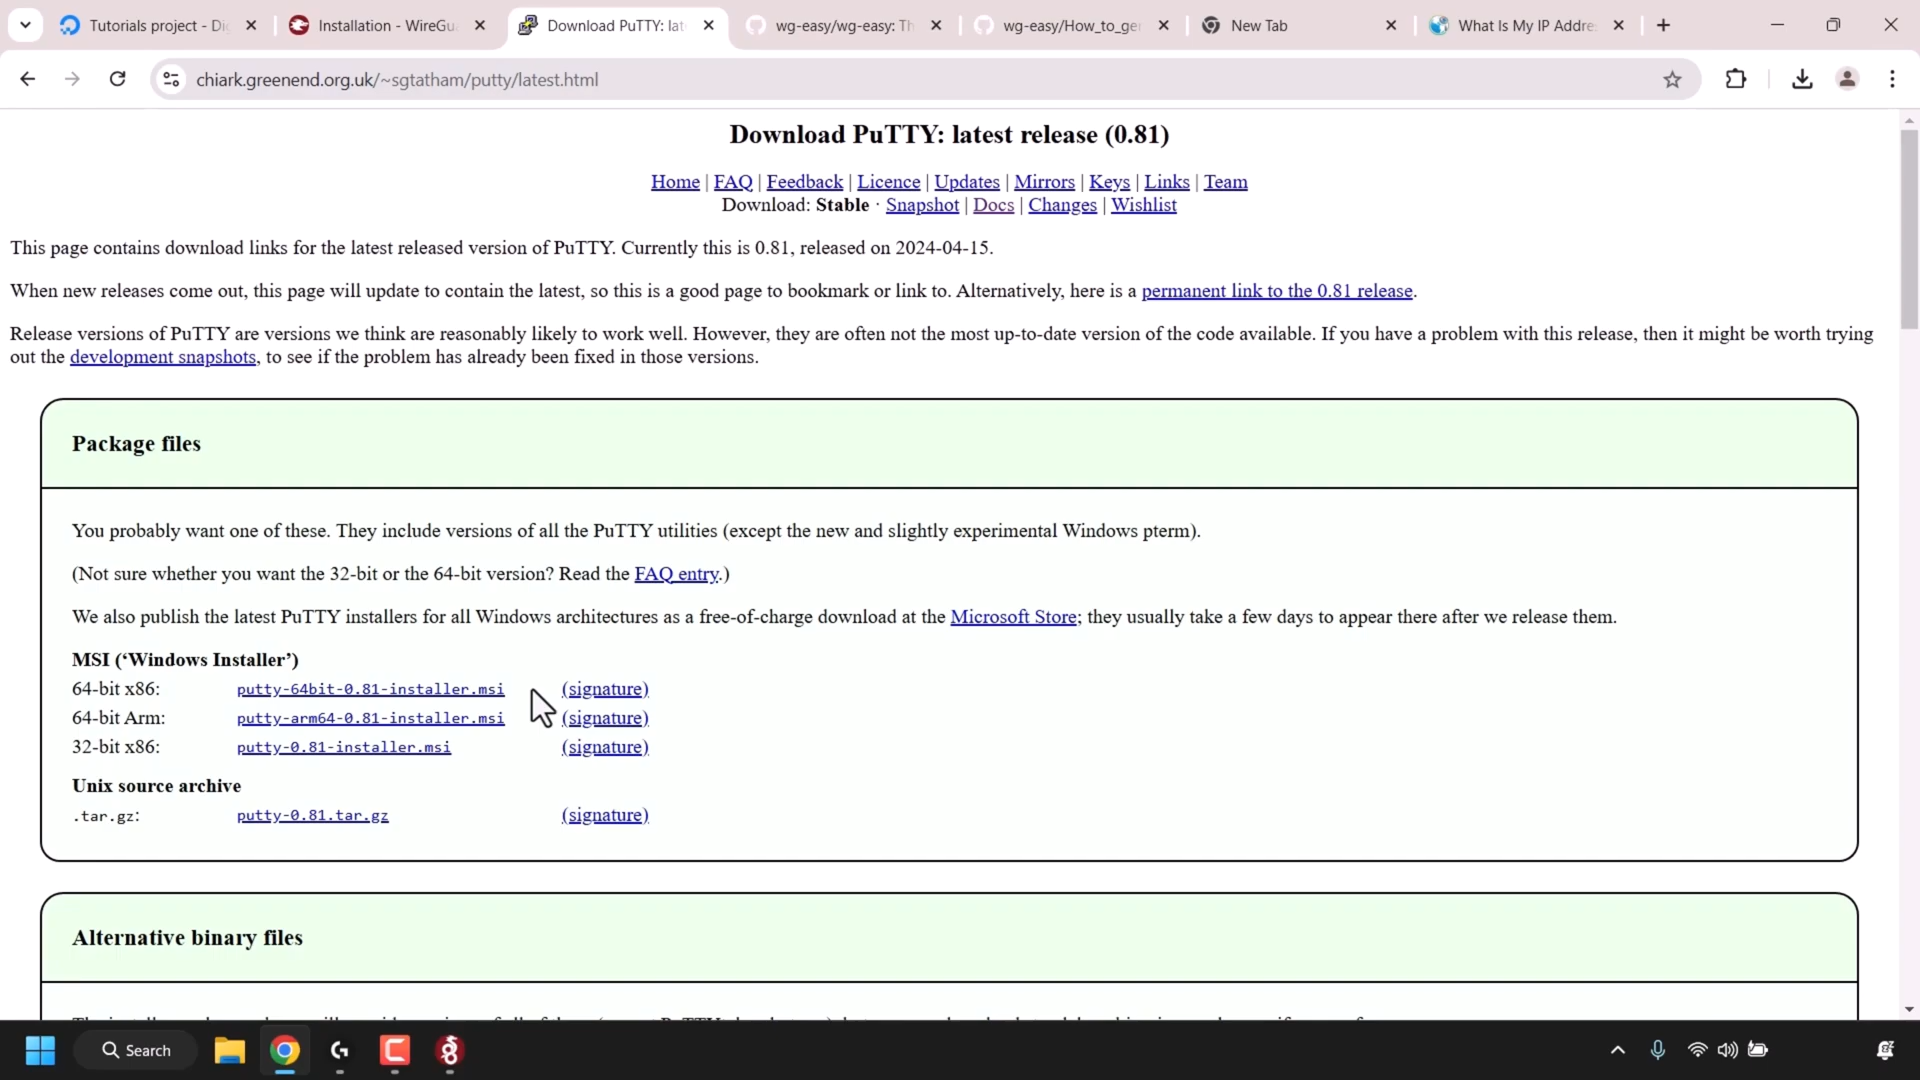 Tutorials project - Di
Installation - WireGu
Download PuTTY: lat
wg-easy/wg-easy: Th
wg-easy/How_to_ger
New Tab
What Is My IP Addre
chiark.greenend.org.uk/~sgtatham/putty/latest.html
Download PuTTY: latest release (0.81)
Home | FAQ | Feedback | Licence | Updates | Mirrors | Keys | Links | Team
Download: Stable · Snapshot | Docs | Changes | Wishlist
This page contains download links for the latest released version of PuTTY. Currently this is 0.81, released on 2024-04-15.
When new releases come out, this page will update to contain the latest, so this is a good page to bookmark or link to. Alternatively, here is a permanent link to the 0.81 release.
Release versions of PuTTY are versions we think are reasonably likely to work well. However, they are often not the most up-to-date version of the code available. If you have a problem with this release, then it might be worth trying
out the development snapshots, to see if the problem has already been fixed in those versions.
Package files
You probably want one of these. They include versions of all the PuTTY utilities (except the new and slightly experimental Windows pterm).
(Not sure whether you want the 32-bit or the 64-bit version? Read the FAQ entry.)
We also publish the latest PuTTY installers for all Windows architectures as a free-of-charge download at the Microsoft Store; they usually take a few days to appear there after we release them.
MSI (‘Windows Installer’)
64-bit x86: putty-64bit-0.81-installer.msi (signature)
64-bit Arm: putty-arm64-0.81-installer.msi (signature)
32-bit x86: putty-0.81-installer.msi (signature)
Unix source archive
.tar.gz: putty-0.81.tar.gz (signature)
Alternative binary files
Search